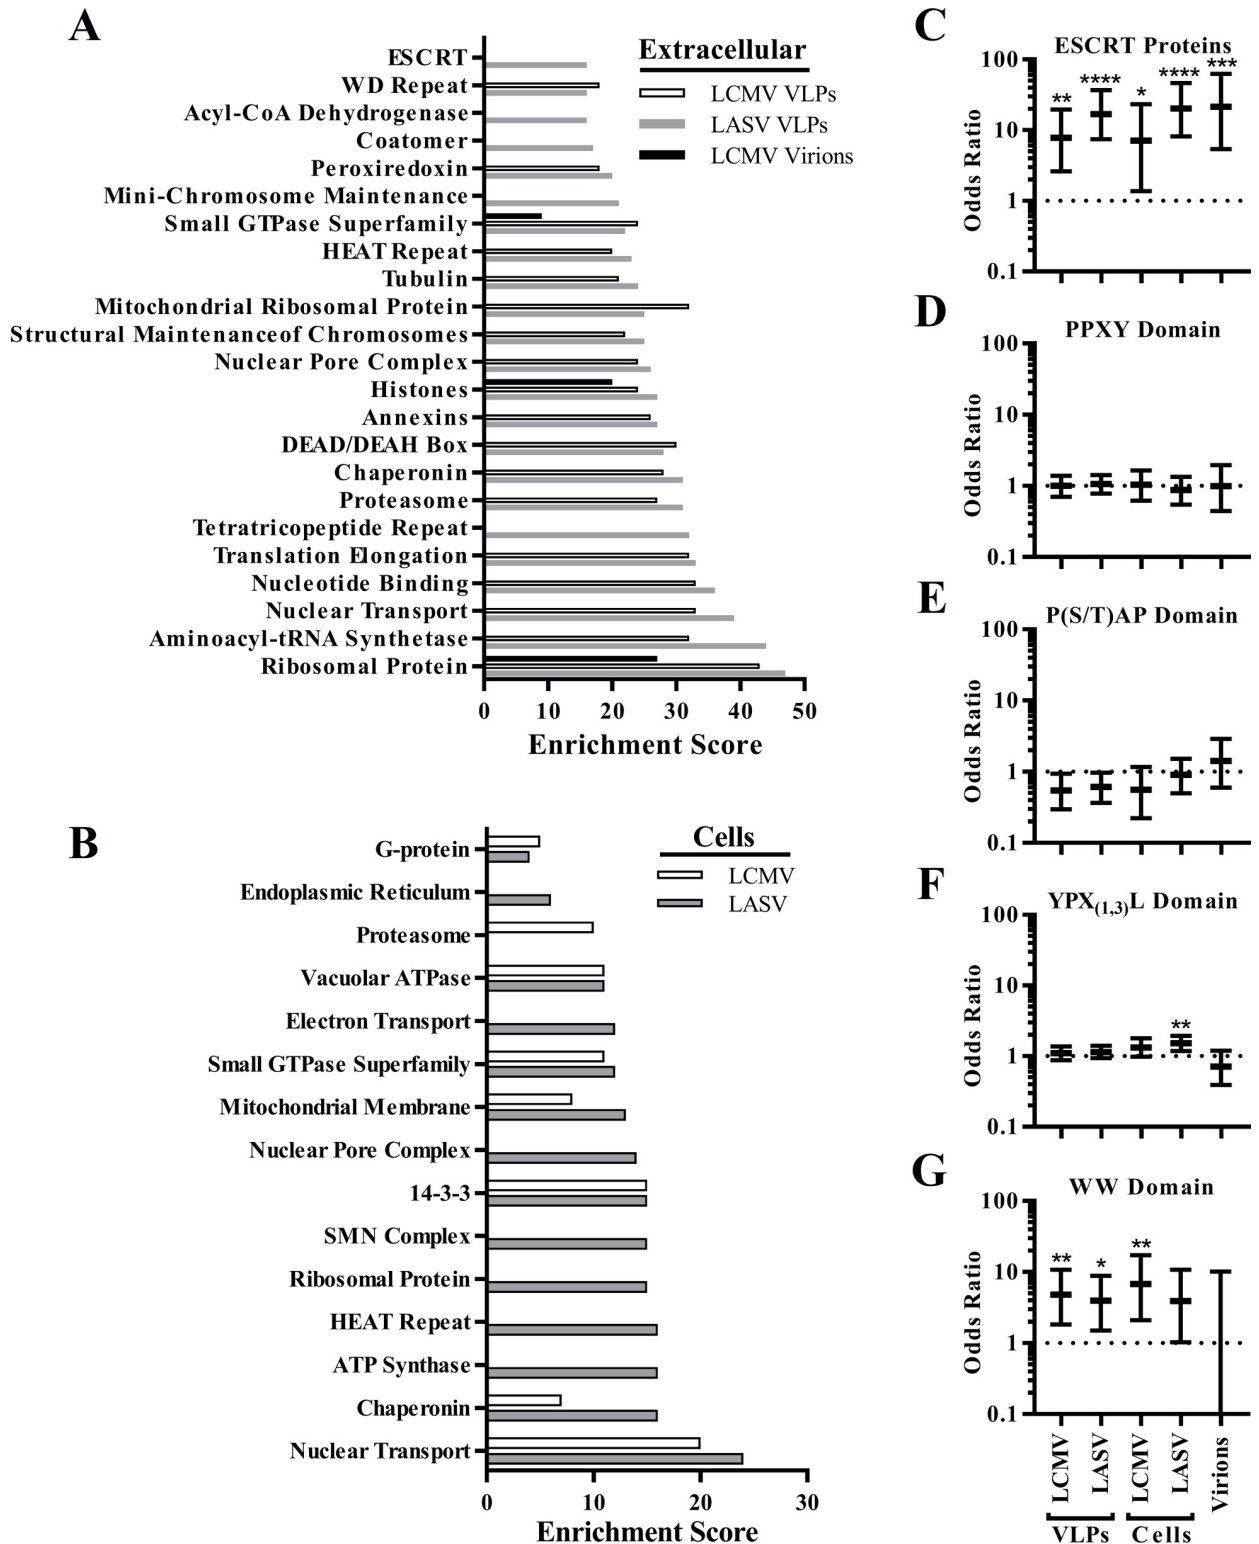 A
ESCRT
WD Repeat
Acyl-CoA Dehydrogenase
Coatomer
Peroxiredoxin
Mini-Chromosome Maintenance
Small GTPase Superfamily
HEAT Repeat
Tubulin
Mitochondrial Ribosomal Protein
Structural Maintenanceof Chromosomes
Nuclear Pore Complex
Histones
Annexins
DEAD/DEAH Box
Chaperonin
Proteasome
Tetratricopeptide Repeat
Translation Elongation
Nucleotide Binding
Nuclear Transport
Aminoacyl-tRNA Synthetase
Ribosomal Protein
0 10 20 30 40 50
Enrichment Score
Extracellular
LCMV VLPs
LASV VLPs
LCMV Virions
B
G-protein
Endoplasmic Reticulum
Proteasome
Vacuolar ATPase
Electron Transport
Small GTPase Superfamily
Mitochondrial Membrane
Nuclear Pore Complex
14-3-3
SMN Complex
Ribosomal Protein
HEAT Repeat
ATP Synthase
Chaperonin
Nuclear Transport
0 10 20 30
Enrichment Score
Cells
LCMV
LASV
C
ESCRT Proteins
Odds Ratio
100
10
1
0.1
** **** * **** ***
D
PPXY Domain
Odds Ratio
100
10
1
0.1
E
P(S/T)AP Domain
Odds Ratio
100
10
1
0.1
F
YPX(1,3)L Domain
Odds Ratio
100
10
1
0.1
**
G
WW Domain
Odds Ratio
100
10
1
0.1
** * **
LCMV
LASV
LCMV
LASV
Virions
VLPs Cells